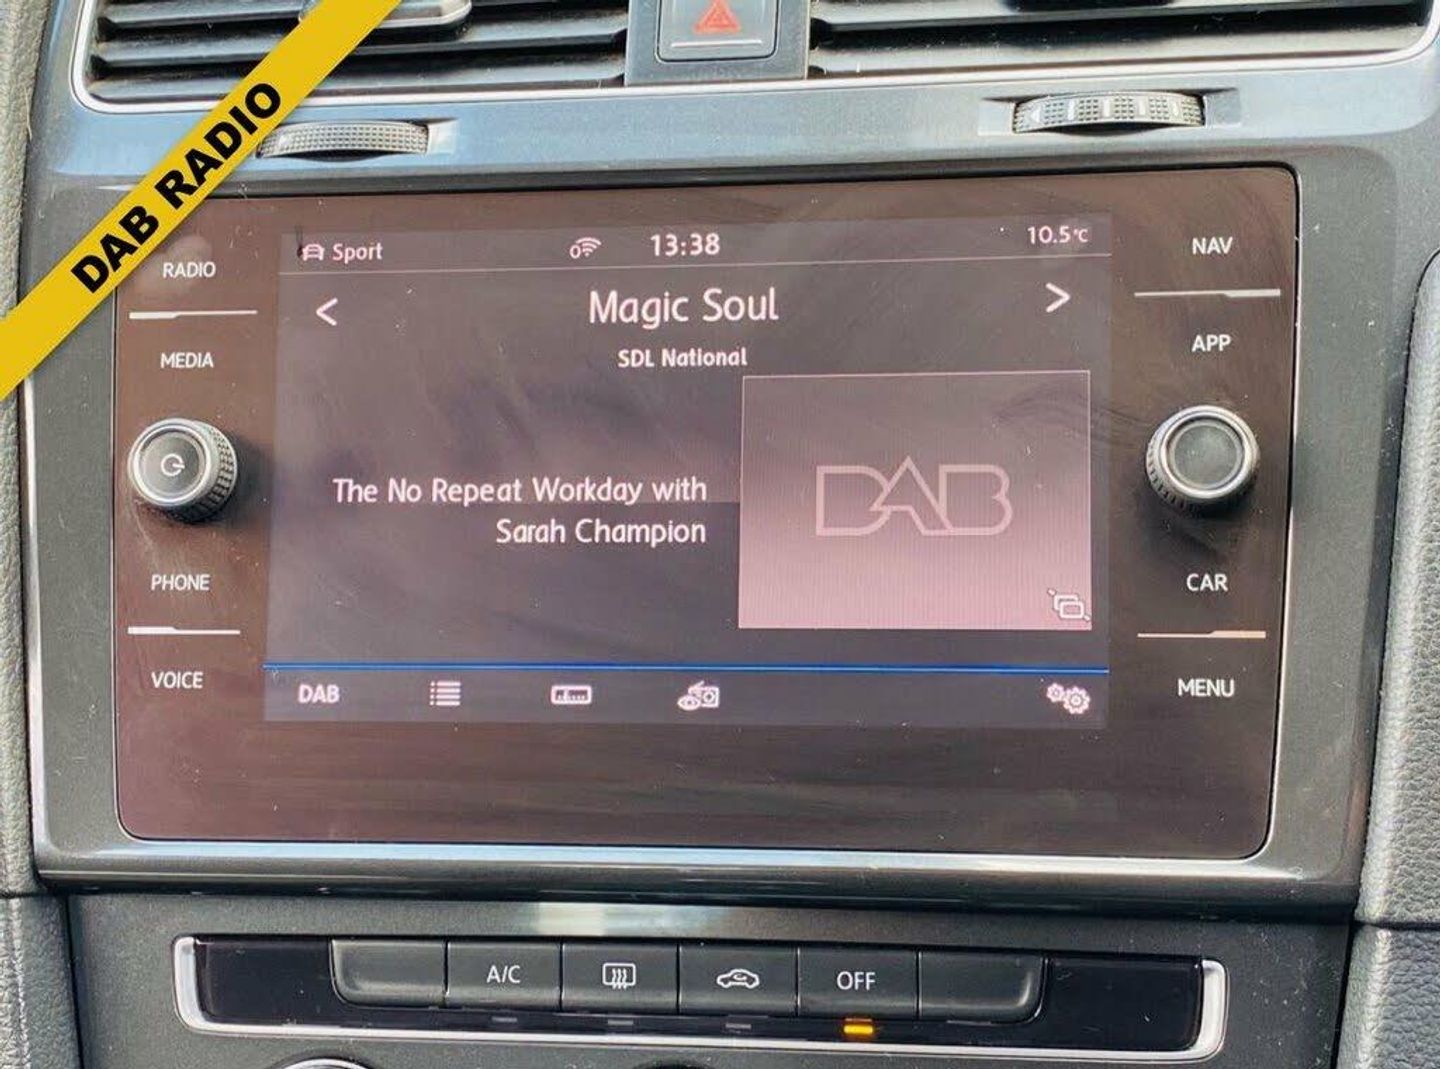 DAB RADIO
RADIO
MEDIA
PHONE
VOICE
Sport
13:38
10.5°C
<
Magic Soul
>
SDL National
The No Repeat Workday with
Sarah Champion
DAB
DAB
NAV
APP
CAR
MENU
A/C
OFF